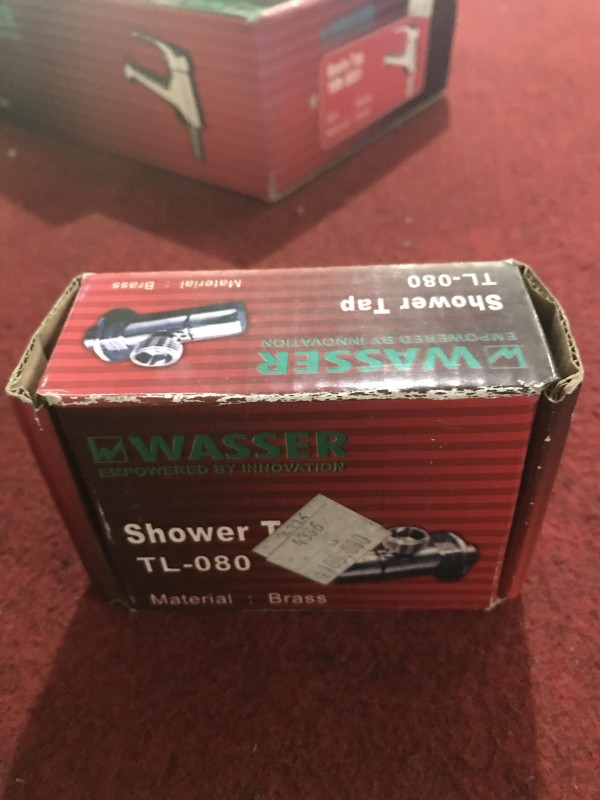 Material : Brass
TL-080
Shower Tap
EMPOWERED BY INNOVATION
WASSER
WASSER
EMPOWERED BY INNOVATION
Shower T
TL-080
Material : Brass
4336